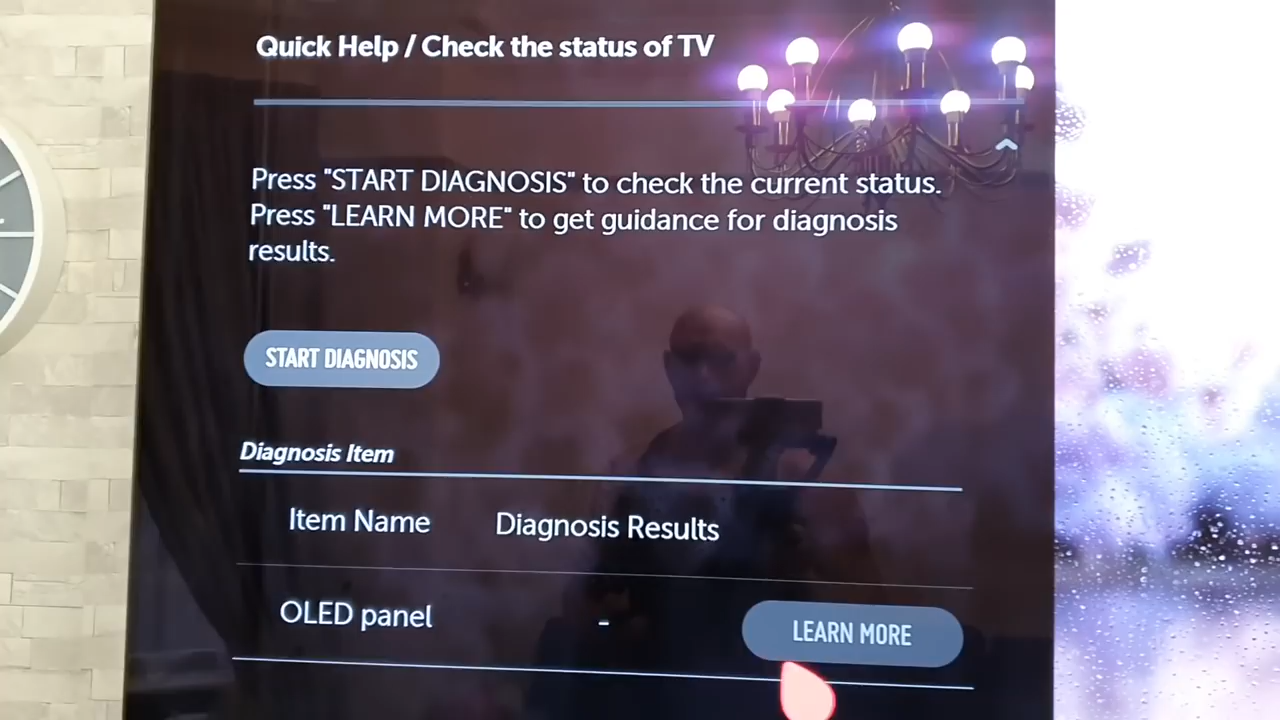 Quick Help / Check the status of TV
Press "START DIAGNOSIS" to check the current status.
Press "LEARN MORE" to get guidance for diagnosis
results.
START DIAGNOSIS
Diagnosis Item
Item Name Diagnosis Results
OLED panel - LEARN MORE